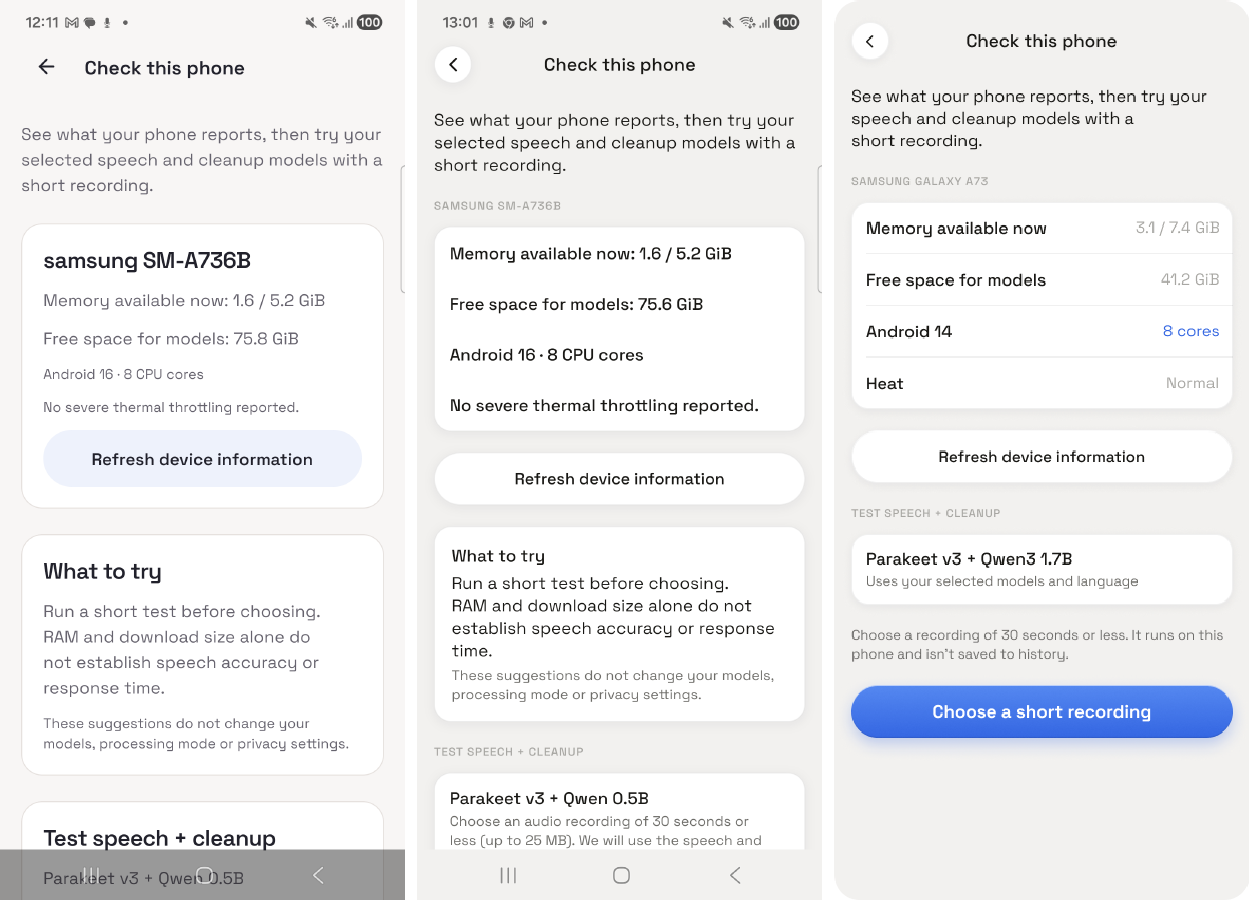 12:11
100
Check this phone
See what your phone reports, then try your
selected speech and cleanup models with a
short recording.
samsung SM-A736B
Memory available now: 1.6 / 5.2 GiB
Free space for models: 75.8 GiB
Android 16 · 8 CPU cores
No severe thermal throttling reported.
Refresh device information
What to try
Run a short test before choosing.
RAM and download size alone do
not establish speech accuracy or
response time.
These suggestions do not change your
models, processing mode or privacy settings.
Test speech + cleanup
Parakeet v3 + Qwen 0.5B
13:01
100
Check this phone
See what your phone reports, then try your
selected speech and cleanup models with a
short recording.
SAMSUNG SM-A736B
Memory available now: 1.6 / 5.2 GiB
Free space for models: 75.6 GiB
Android 16 · 8 CPU cores
No severe thermal throttling reported.
Refresh device information
What to try
Run a short test before choosing.
RAM and download size alone do not
establish speech accuracy or response
time.
These suggestions do not change your models,
processing mode or privacy settings.
TEST SPEECH + CLEANUP
Parakeet v3 + Qwen 0.5B
Choose an audio recording of 30 seconds or
less (up to 25 MB). We will use the speech and
Check this phone
See what your phone reports, then try your
speech and cleanup models with a
short recording.
SAMSUNG GALAXY A73
Memory available now 3.1 / 7.4 GiB
Free space for models 41.2 GiB
Android 14 8 cores
Heat Normal
Refresh device information
TEST SPEECH + CLEANUP
Parakeet v3 + Qwen3 1.7B
Uses your selected models and language
Choose a recording of 30 seconds or less. It runs on this
phone and isn't saved to history.
Choose a short recording